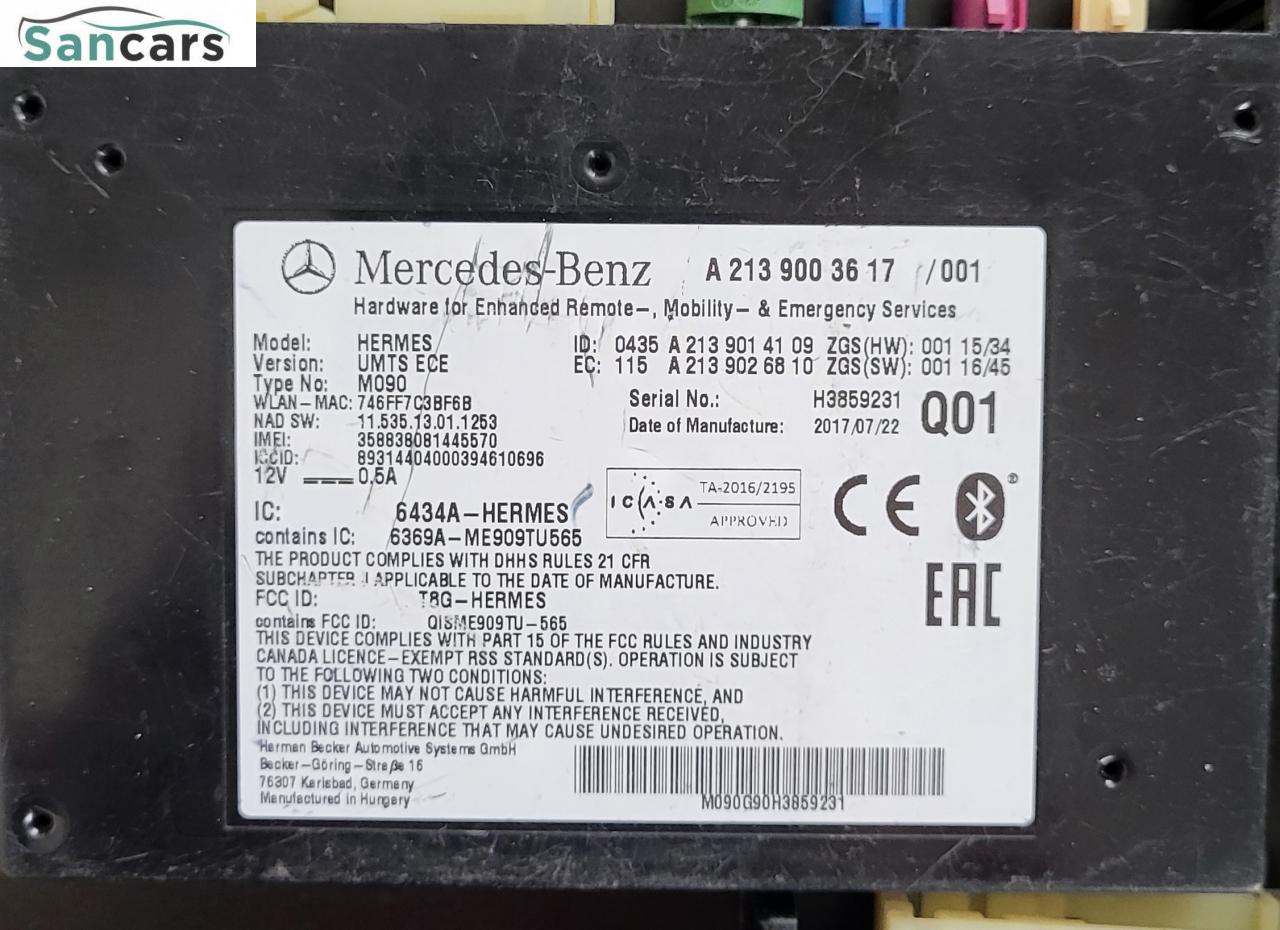 Sancars
Mercedes-Benz A 213 900 36 17 /001
Hardware for Enhanced Remote-, Mobility- & Emergency Services
Model: HERMES ID: 0435 A 213 901 41 09 ZGS(HW): 001 15/34
Version: UMTS ECE EC: 115 A 213 902 68 10 ZGS(SW): 001 16/45
Type No: M090
WLAN-MAC: 746FF7C3BF6B Serial No.: H3859231 Q01
NAD SW: 11.535.13.01.1253 Date of Manufacture: 2017/07/22
IMEI: 358838081445570
ICCID: 89314404000394610696
12V 0,5A
ICASA TA-2016/2195
APPROVED
CE
IC: 6434A-HERMES
contains IC: 6369A-ME909TU565
THE PRODUCT COMPLIES WITH DHHS RULES 21 CFR
SUBCHAPTER J APPLICABLE TO THE DATE OF MANUFACTURE.
EAC
FCC ID: T8G-HERMES
contains FCC ID: QISME909TU-565
THIS DEVICE COMPLIES WITH PART 15 OF THE FCC RULES AND INDUSTRY
CANADA LICENCE-EXEMPT RSS STANDARD(S). OPERATION IS SUBJECT
TO THE FOLLOWING TWO CONDITIONS:
(1) THIS DEVICE MAY NOT CAUSE HARMFUL INTERFERENCE, AND
(2) THIS DEVICE MUST ACCEPT ANY INTERFERENCE RECEIVED,
INCLUDING INTERFERENCE THAT MAY CAUSE UNDESIRED OPERATION.
Harman Becker Automotive Systems GmbH
Becker-Göring-Straße 16
76307 Karlsbad, Germany
Manufactured in Hungary
M090G90H3859231